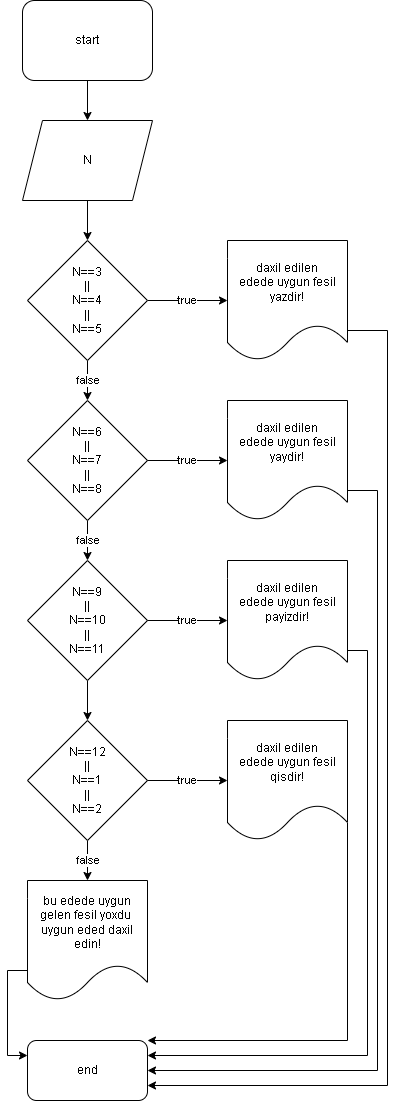 start
N
N==3
||
N==4
||
N==5
true
daxil edilen
edede uygun fesil
yazdir!
false
N==6
||
N==7
||
N==8
true
daxil edilen
edede uygun fesil
yaydir!
false
N==9
||
N==10
||
N==11
true
daxil edilen
edede uygun fesil
payizdir!
N==12
||
N==1
||
N==2
true
daxil edilen
edede uygun fesil
qisdir!
false
bu edede uygun
gelen fesil yoxdu
uygun eded daxil
edin!
end